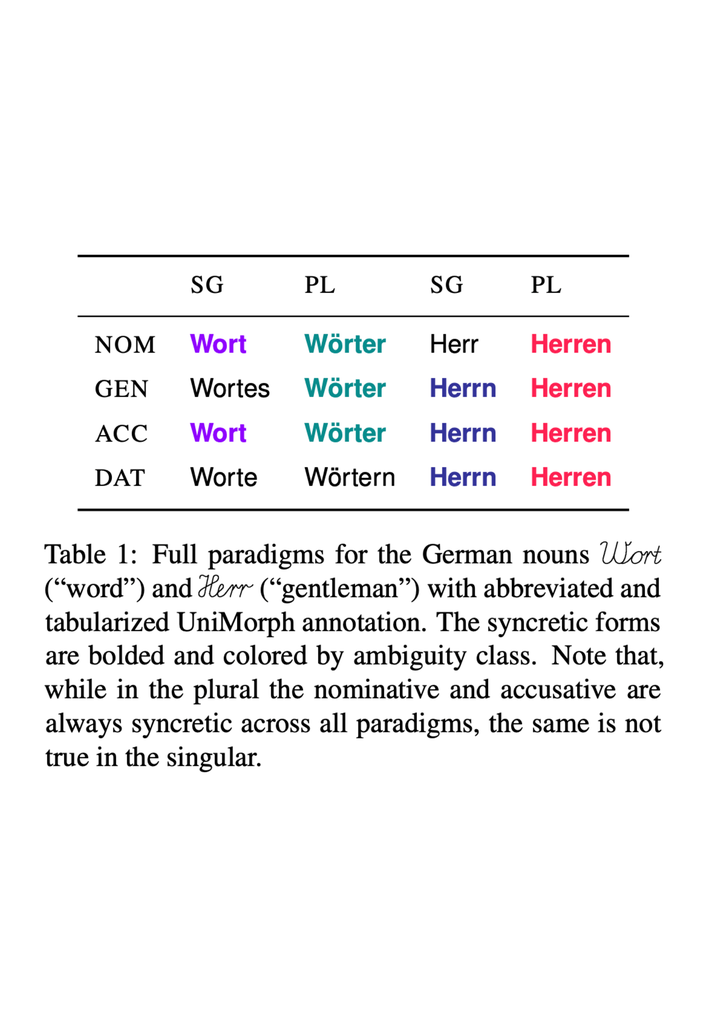 SG PL SG PL
NOM Wort Wörter Herr Herren
GEN Wortes Wörter Herrn Herren
ACC Wort Wörter Herrn Herren
DAT Worte Wörtern Herrn Herren
Table 1: Full paradigms for the German nouns Wort
(“word”) and Herr (“gentleman”) with abbreviated and
tabularized UniMorph annotation. The syncretic forms
are bolded and colored by ambiguity class. Note that,
while in the plural the nominative and accusative are
always syncretic across all paradigms, the same is not
true in the singular.